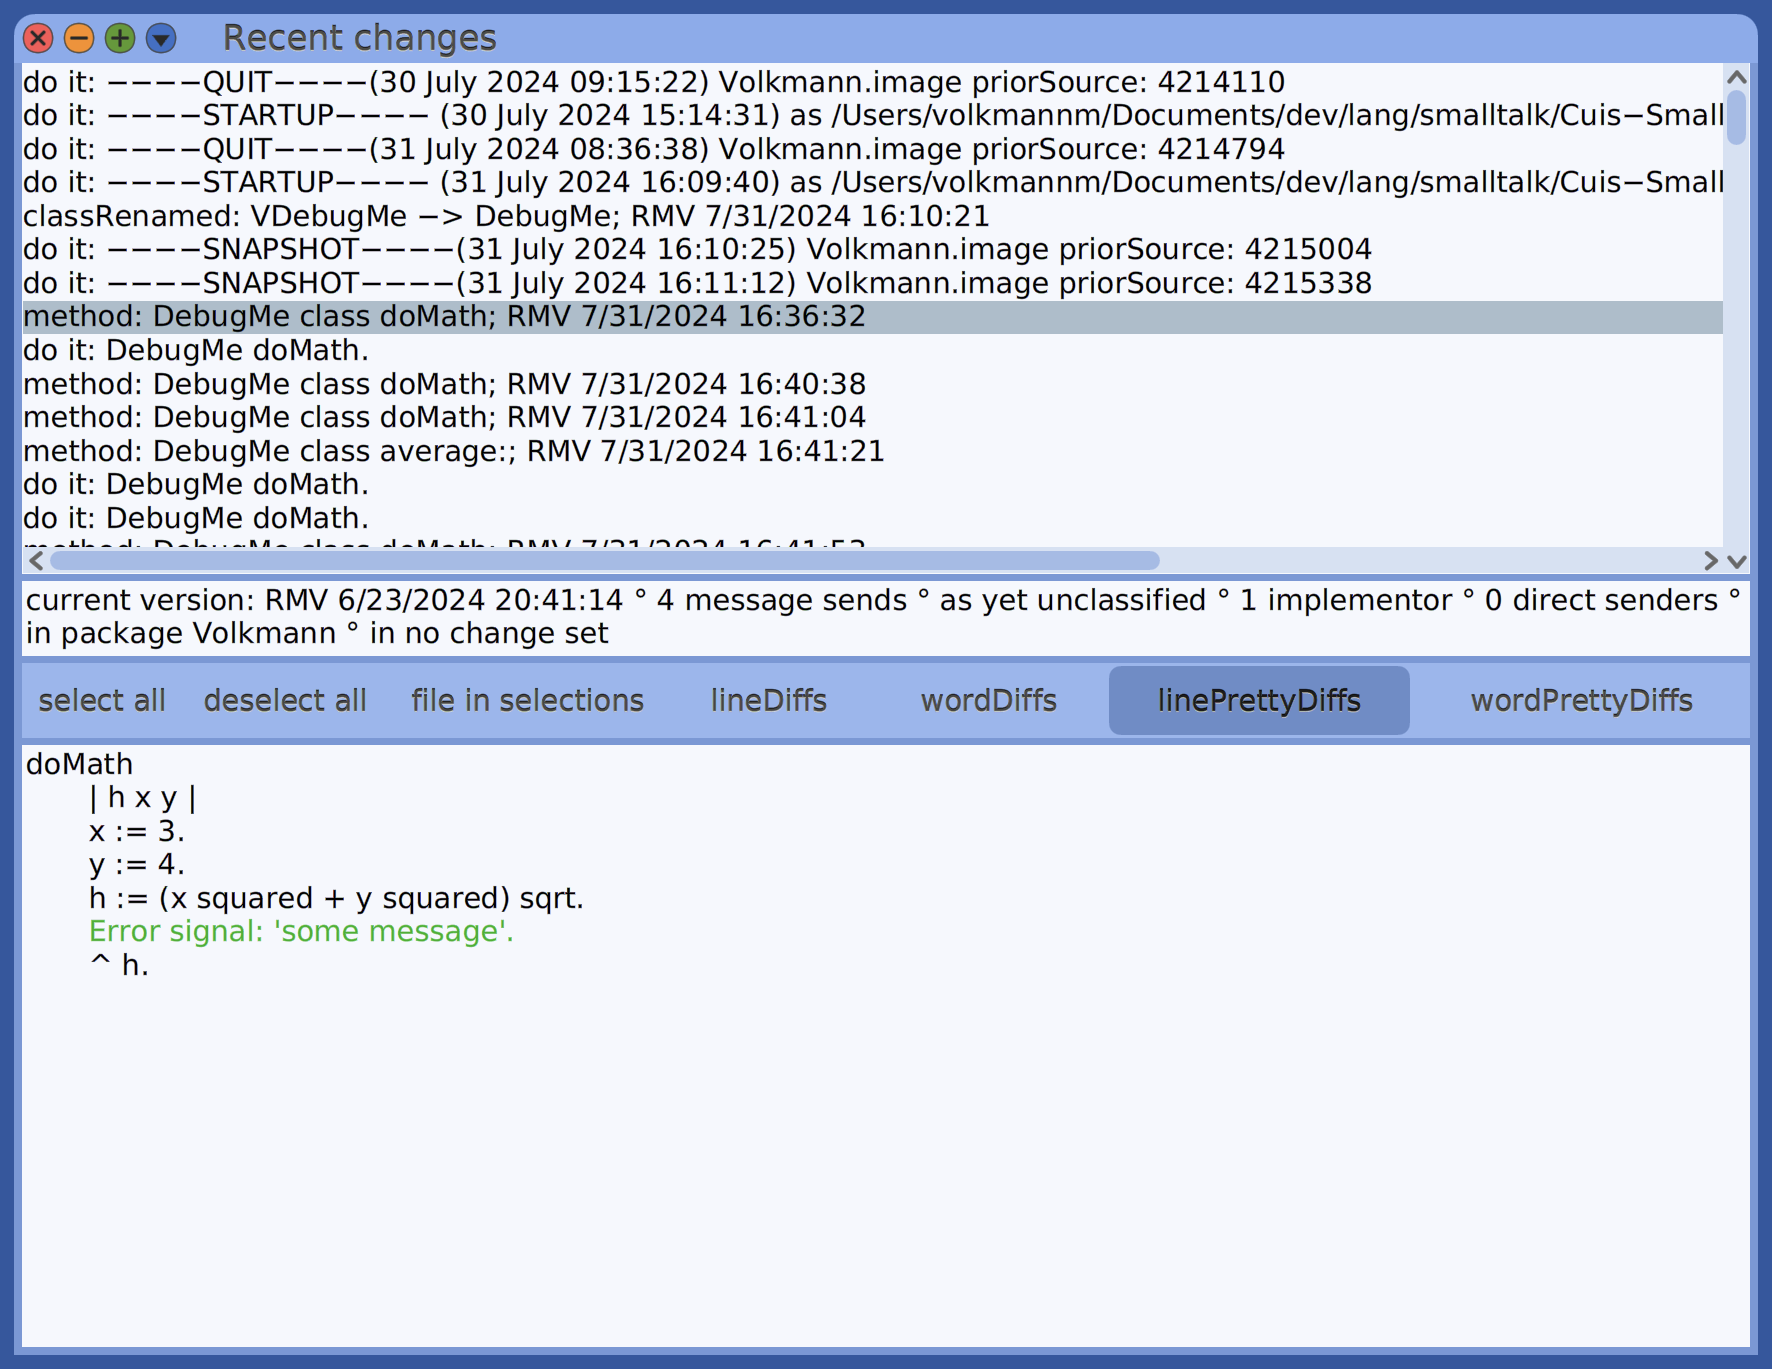 Recent changes
do it: −−−−QUIT−−−−(30 July 2024 09:15:22) Volkmann.image priorSource: 4214110
do it: −−−−STARTUP−−−− (30 July 2024 15:14:31) as /Users/volkmannm/Documents/dev/lang/smalltalk/Cuis−Small
do it: −−−−QUIT−−−−(31 July 2024 08:36:38) Volkmann.image priorSource: 4214794
do it: −−−−STARTUP−−−− (31 July 2024 16:09:40) as /Users/volkmannm/Documents/dev/lang/smalltalk/Cuis−Small
classRenamed: VDebugMe −> DebugMe; RMV 7/31/2024 16:10:21
do it: −−−−SNAPSHOT−−−−(31 July 2024 16:10:25) Volkmann.image priorSource: 4215004
do it: −−−−SNAPSHOT−−−−(31 July 2024 16:11:12) Volkmann.image priorSource: 4215338
method: DebugMe class doMath; RMV 7/31/2024 16:36:32
do it: DebugMe doMath.
method: DebugMe class doMath; RMV 7/31/2024 16:40:38
method: DebugMe class doMath; RMV 7/31/2024 16:41:04
method: DebugMe class average:; RMV 7/31/2024 16:41:21
do it: DebugMe doMath.
do it: DebugMe doMath.
method: DebugMe class doMath; RMV 7/31/2024
current version: RMV 6/23/2024 20:41:14 ° 4 message sends ° as yet unclassified ° 1 implementor ° 0 direct senders °
in package Volkmann ° in no change set
select all deselect all file in selections lineDiffs wordDiffs linePrettyDiffs wordPrettyDiffs
doMath
| h x y |
x := 3.
y := 4.
h := (x squared + y squared) sqrt.
Error signal: 'some message'.
^ h.